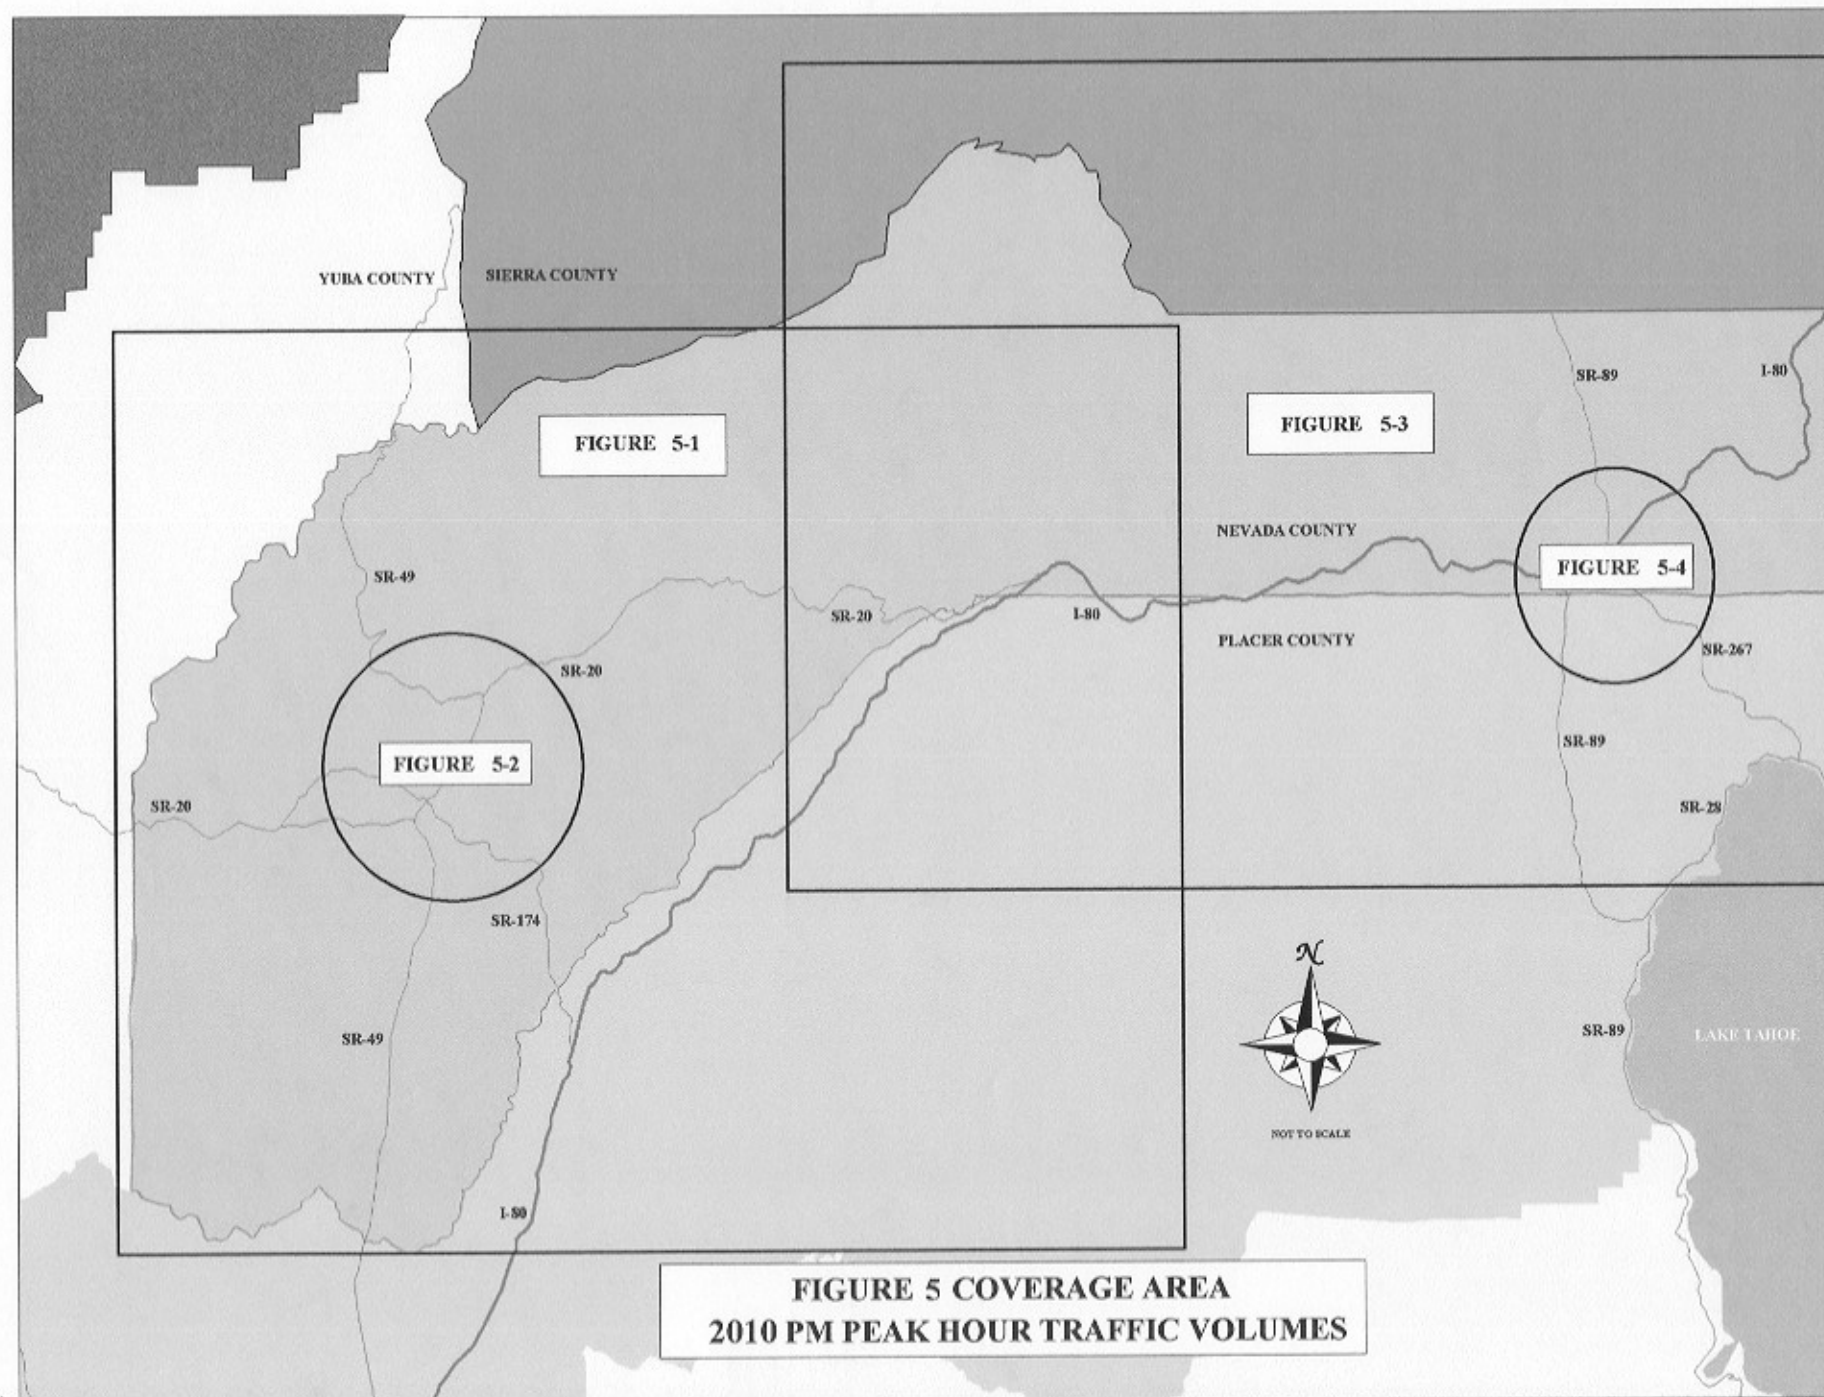 YUBA COUNTY
SIERRA COUNTY
SR-89
I-80
FIGURE 5-1
FIGURE 5-3
NEVADA COUNTY
SR-49
FIGURE 5-4
SR-20
I-80
PLACER COUNTY
SR-267
SR-20
SR-89
FIGURE 5-2
SR-20
SR-28
SR-174
N
SR-49
SR-89
LAKE TAHOE
NOT TO SCALE
I-80
FIGURE 5 COVERAGE AREA
2010 PM PEAK HOUR TRAFFIC VOLUMES